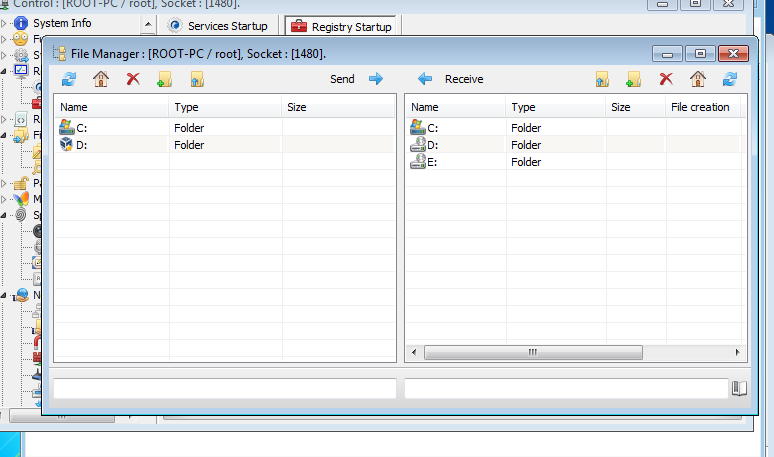 Control : [ROOT-PC / root], Socket : [1480].
System Info
Services Startup
Registry Startup
File Manager : [ROOT-PC / root], Socket : [1480].
Send
Receive
Name Type Size
Name Type Size File creation
C: Folder
D: Folder
C: Folder
D: Folder
E: Folder